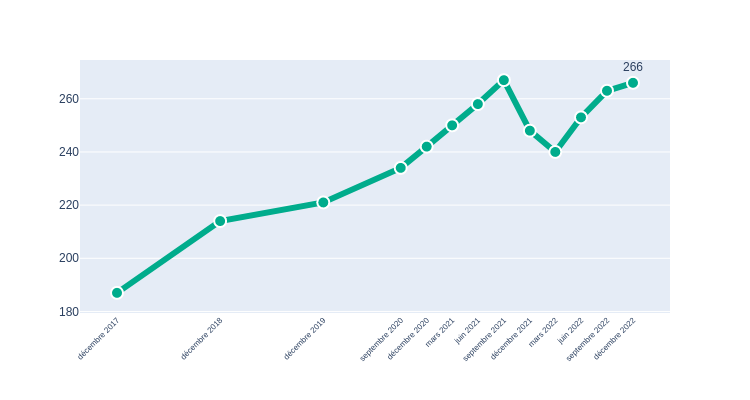 266
260
240
220
200
180
décembre 2017
décembre 2018
décembre 2019
septembre 2020
décembre 2020
mars 2021
juin 2021
septembre 2021
décembre 2021
mars 2022
juin 2022
septembre 2022
décembre 2022